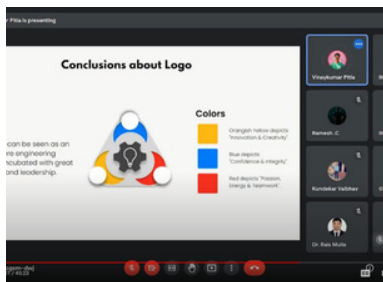 Pitla is presenting
Conclusions about Logo
can be seen as an
re engineering
ncubated with great
and leadership.
Colors
Orangish Yellow depicts
"Innovation & Creativity".
Blue depicts
"Confidence & Integrity".
Red depicts "Passion,
Energy & Teamwork".
Vinaykumar Pitla
Ramesh .C
Kundekar Vaibhav
Dr. Rais Mulla